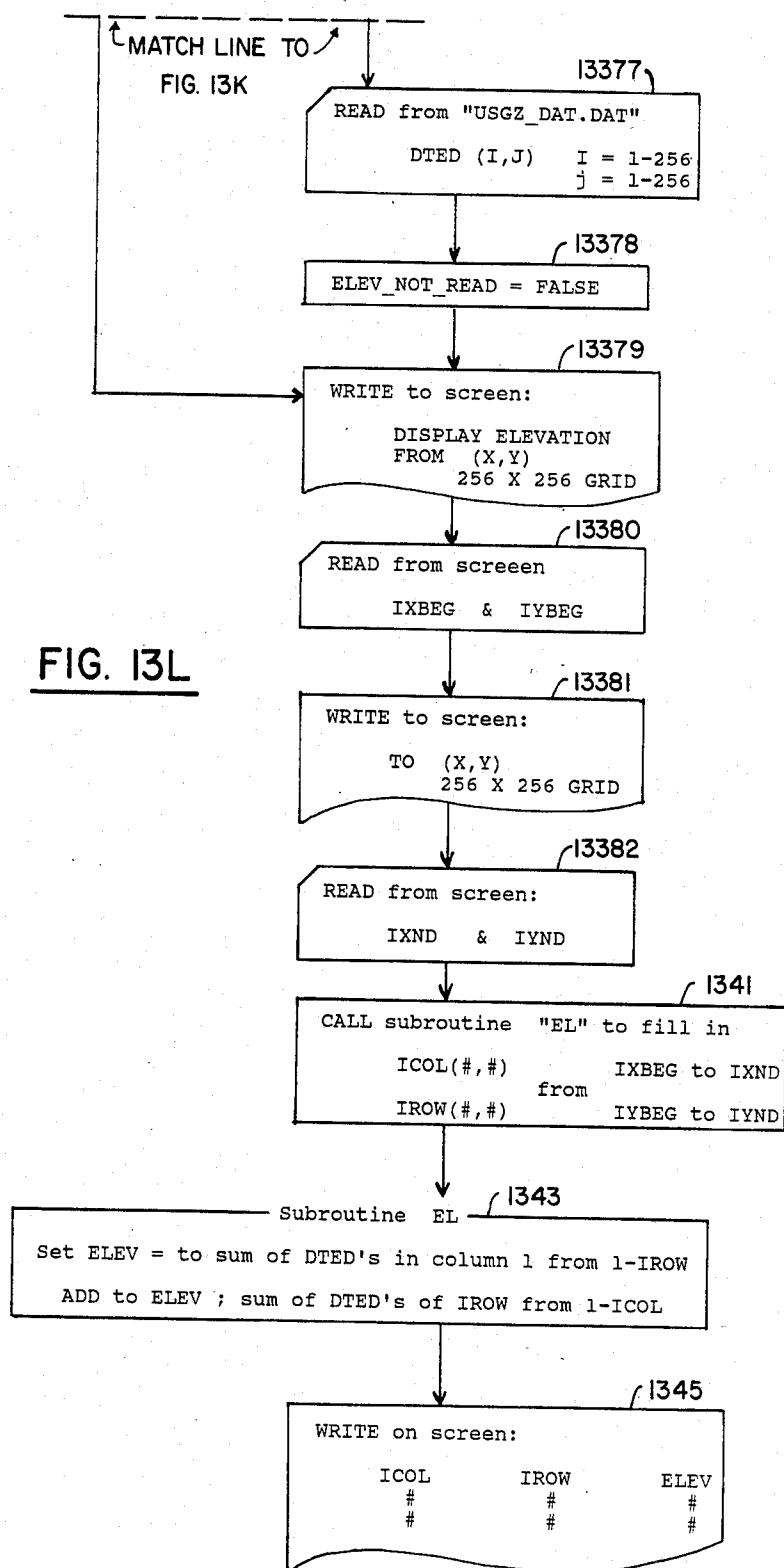 MATCH LINE TO
FIG. 13K
13377
READ from "USGZ_DAT.DAT"
DTED (I,J) I = 1-256
j = 1-256
13378
ELEV_NOT_READ = FALSE
13379
WRITE to screen:
DISPLAY ELEVATION
FROM (X,Y)
256 X 256 GRID
13380
READ from screeen
IXBEG & IYBEG
FIG. 13L
13381
WRITE to screen:
TO (X,Y)
256 X 256 GRID
13382
READ from screen:
IXND & IYND
1341
CALL subroutine "EL" to fill in
ICOL(#,#) IXBEG to IXND
from
IROW(#,#) IYBEG to IYND
1343
Subroutine EL
Set ELEV = to sum of DTED's in column 1 from 1-IROW
ADD to ELEV ; sum of DTED's of IROW from 1-ICOL
1345
WRITE on screen:
ICOL IROW ELEV
# # #
# # #